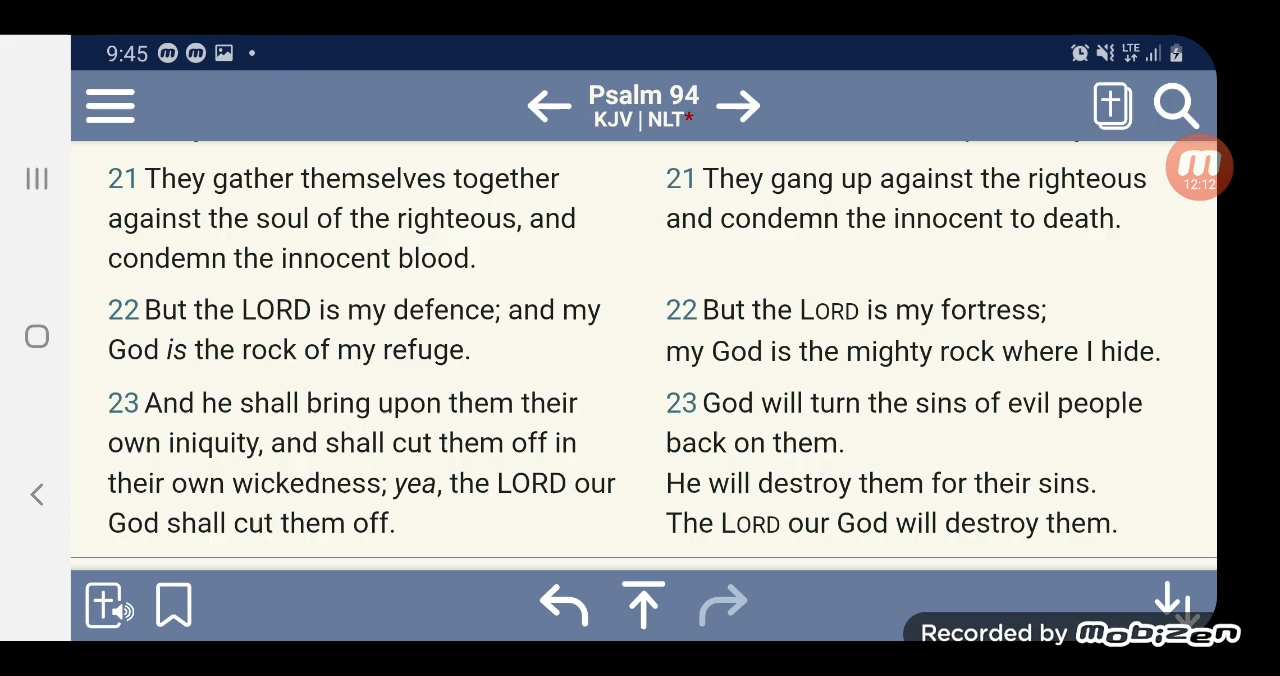 9:45
LTE
Psalm 94
KJV | NLT*
12:12
21 They gather themselves together
against the soul of the righteous, and
condemn the innocent blood.
22 But the LORD is my defence; and my
God is the rock of my refuge.
23 And he shall bring upon them their
own iniquity, and shall cut them off in
their own wickedness; yea, the LORD our
God shall cut them off.
21 They gang up against the righteous
and condemn the innocent to death.
22 But the LORD is my fortress;
my God is the mighty rock where I hide.
23 God will turn the sins of evil people
back on them.
He will destroy them for their sins.
The LORD our God will destroy them.
Recorded by mobizen